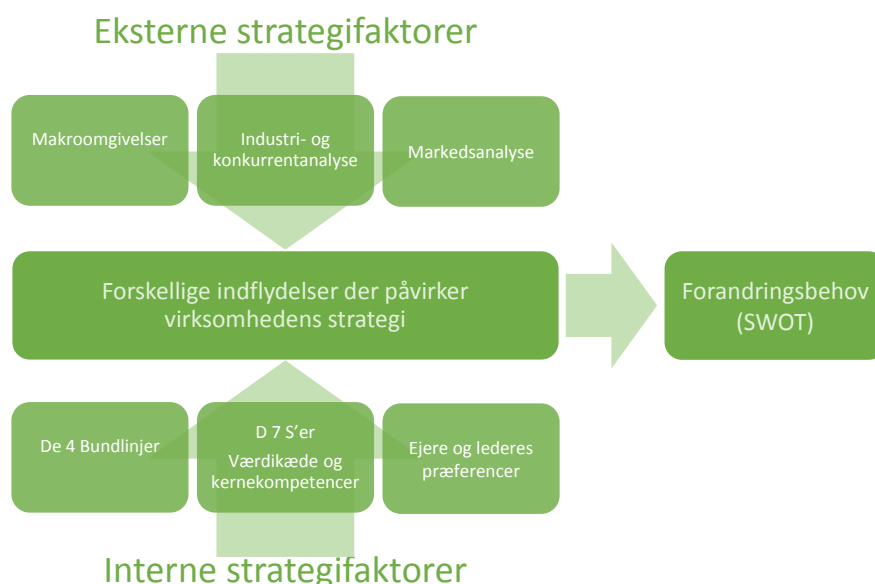 Eksterne strategifaktorer
Makroomgivelser
Industri- og
konkurrentanalyse
Markedsanalyse
Forskellige indflydelser der påvirker
virksomhedens strategi
Forandringsbehov
(SWOT)
De 4 Bundlinjer
D 7 S’er
Værdikæde og
kernekompetencer
Ejere og lederes
præferencer
Interne strategifaktorer